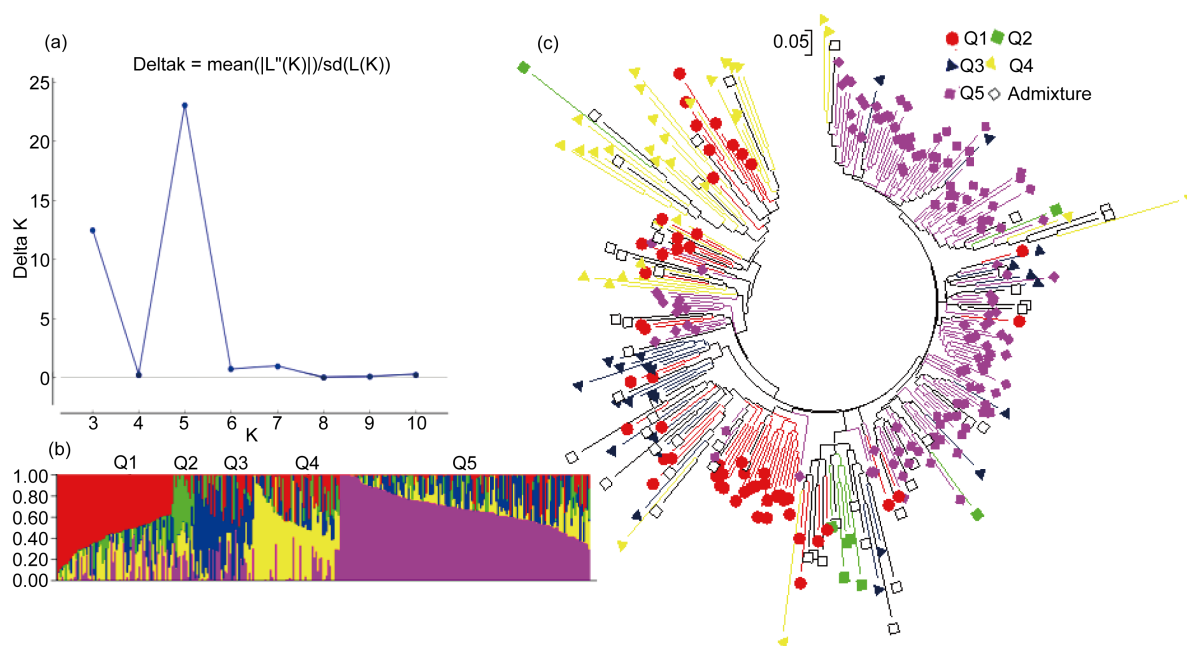 (a)
Deltak = mean(|L"(K)|)/sd(L(K))
25
20
15
10
5
0
Delta K
3 4 5 6 7 8 9 10
K
(b)
Q1 Q2 Q3 Q4 Q5
1.00
0.80
0.60
0.40
0.20
0.00
(c)
0.05
Q1 Q2
Q3 Q4
Q5 Admixture